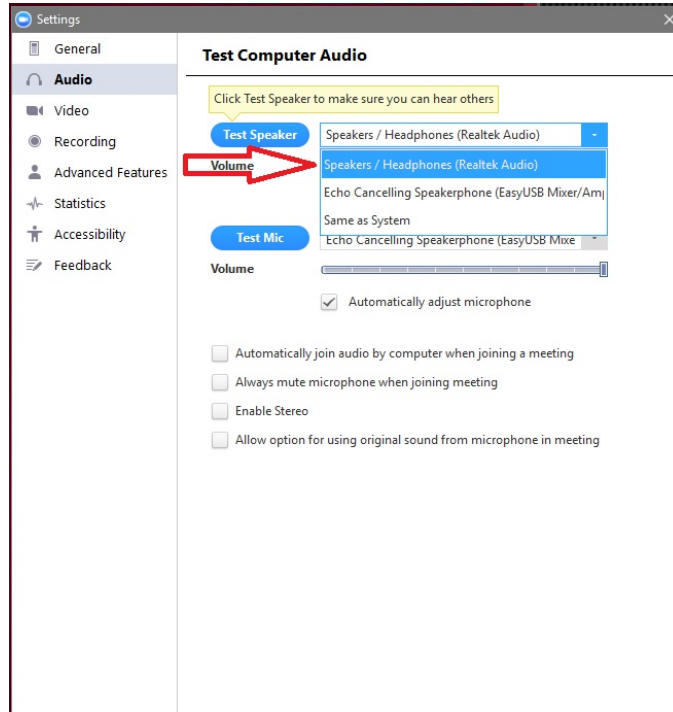 Settings
General
Audio
Video
Recording
Advanced Features
Statistics
Accessibility
Feedback
Test Computer Audio
Click Test Speaker to make sure you can hear others
Test Speaker
Speakers / Headphones (Realtek Audio)
Volume
Speakers / Headphones (Realtek Audio)
Echo Cancelling Speakerphone (EasyUSB Mixer/Am
Same as System
Test Mic
Echo Cancelling Speakerphone (EasyUSB Mixe
Volume
Automatically adjust microphone
Automatically join audio by computer when joining a meeting
Always mute microphone when joining meeting
Enable Stereo
Allow option for using original sound from microphone in meeting